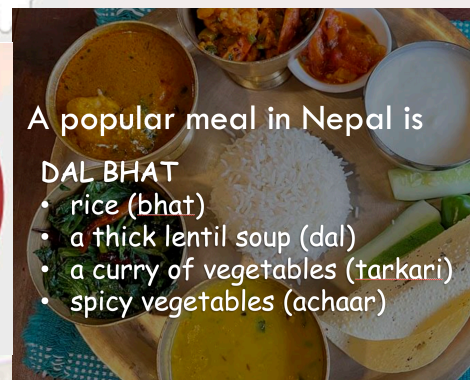 A popular meal in Nepal is
DAL BHAT
• rice (bhat)
• a thick lentil soup (dal)
• a curry of vegetables (tarkari)
• spicy vegetables (achaar)